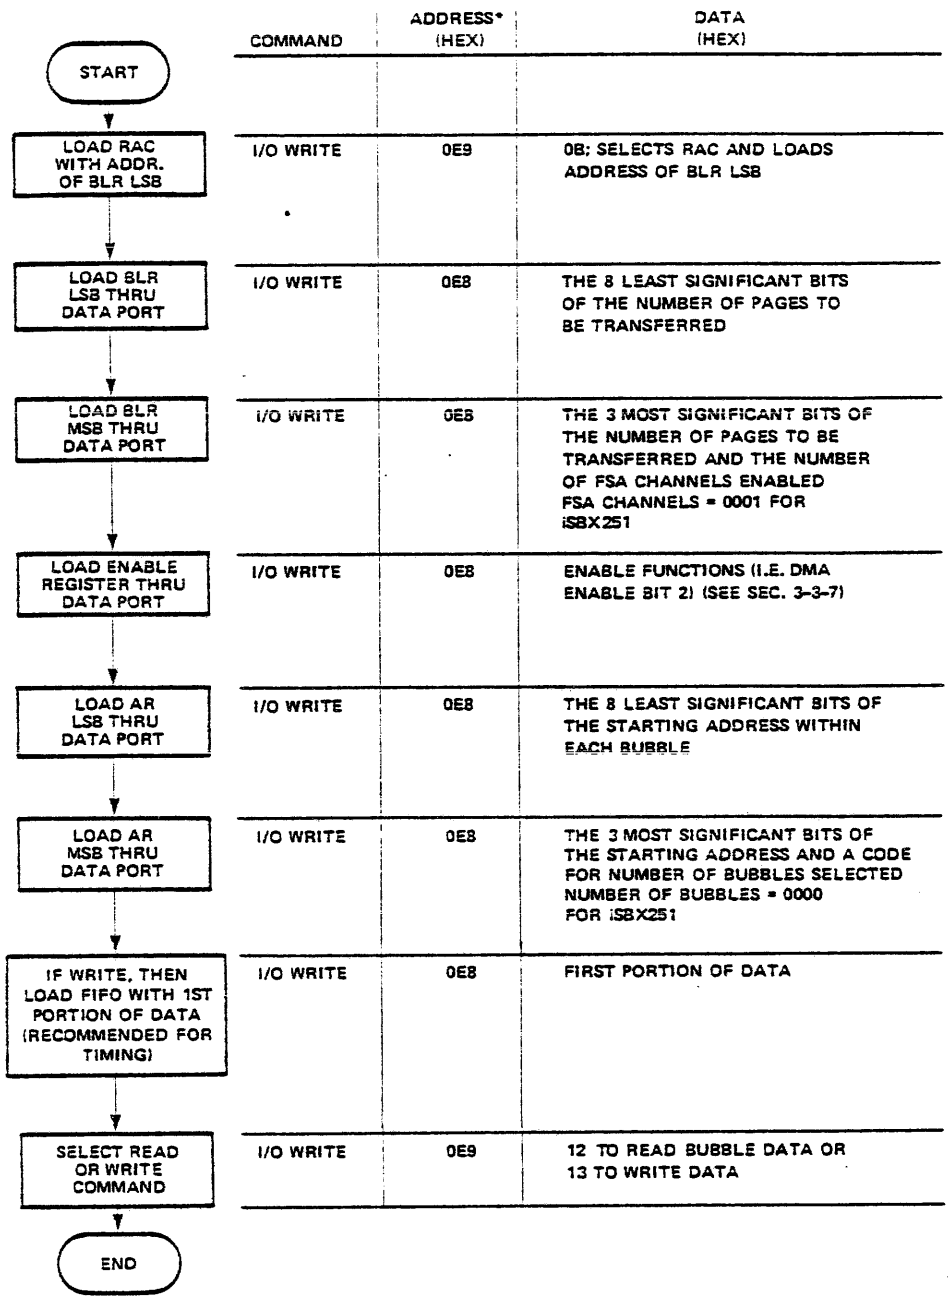 COMMAND ADDRESS* (HEX) DATA (HEX)
START
LOAD RAC
WITH ADDR.
OF BLR LSB
I/O WRITE
0E9
0B; SELECTS RAC AND LOADS
ADDRESS OF BLR LSB
LOAD BLR
LSB THRU
DATA PORT
I/O WRITE
0E8
THE 8 LEAST SIGNIFICANT BITS
OF THE NUMBER OF PAGES TO
BE TRANSFERRED
LOAD BLR
MSB THRU
DATA PORT
I/O WRITE
0E8
THE 3 MOST SIGNIFICANT BITS OF
THE NUMBER OF PAGES TO BE
TRANSFERRED AND THE NUMBER
OF FSA CHANNELS ENABLED
FSA CHANNELS = 0001 FOR
iSBX251
LOAD ENABLE
REGISTER THRU
DATA PORT
I/O WRITE
0E8
ENABLE FUNCTIONS (I.E. DMA
ENABLE BIT 2) (SEE SEC. 3-3-7)
LOAD AR
LSB THRU
DATA PORT
I/O WRITE
0E8
THE 8 LEAST SIGNIFICANT BITS OF
THE STARTING ADDRESS WITHIN
EACH BUBBLE
LOAD AR
MSB THRU
DATA PORT
I/O WRITE
0E8
THE 3 MOST SIGNIFICANT BITS OF
THE STARTING ADDRESS AND A CODE
FOR NUMBER OF BUBBLES SELECTED
NUMBER OF BUBBLES = 0000
FOR iSBX251
IF WRITE, THEN
LOAD FIFO WITH 1ST
PORTION OF DATA
(RECOMMENDED FOR
TIMING)
I/O WRITE
0E8
FIRST PORTION OF DATA
SELECT READ
OR WRITE
COMMAND
I/O WRITE
0E9
12 TO READ BUBBLE DATA OR
13 TO WRITE DATA
END